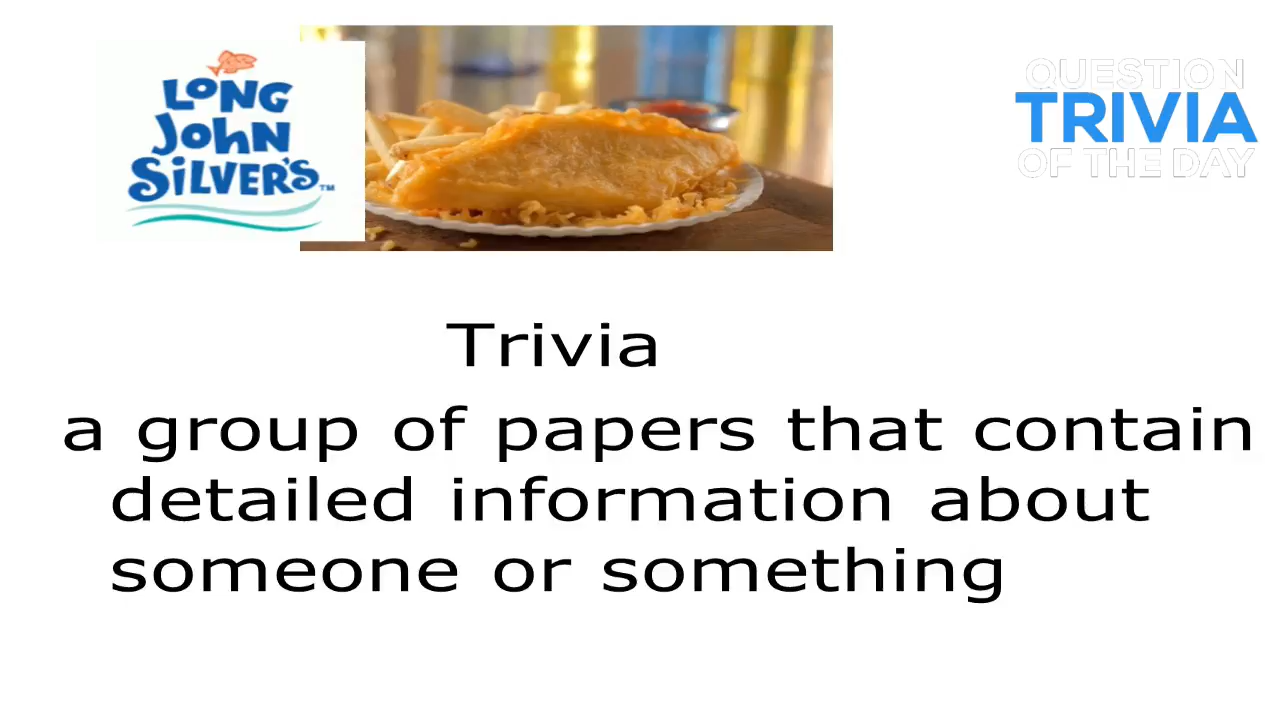 LONG
JOHN
SILVER'S™
QUESTION
TRIVIA
OF THE DAY
Trivia
a group of papers that contain
detailed information about
someone or something